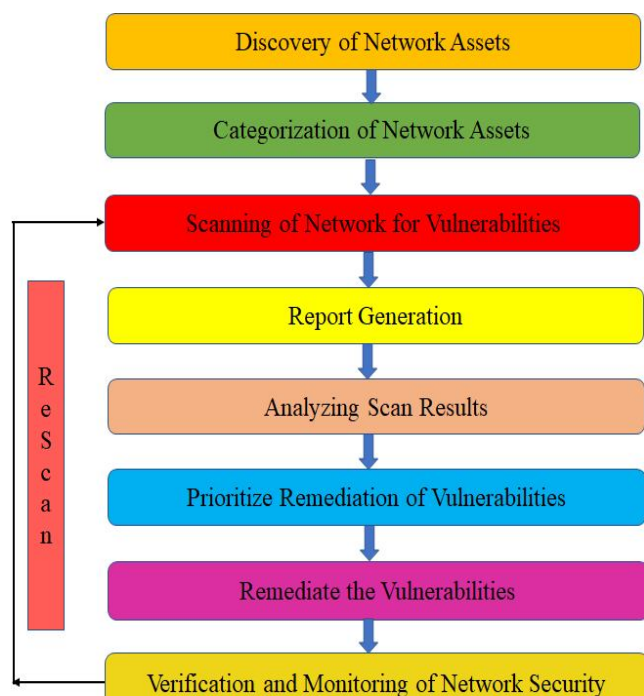 Discovery of Network Assets
Categorization of Network Assets
Scanning of Network for Vulnerabilities
Report Generation
Analyzing Scan Results
Prioritize Remediation of Vulnerabilities
Remediate the Vulnerabilities
Verification and Monitoring of Network Security
ReScan